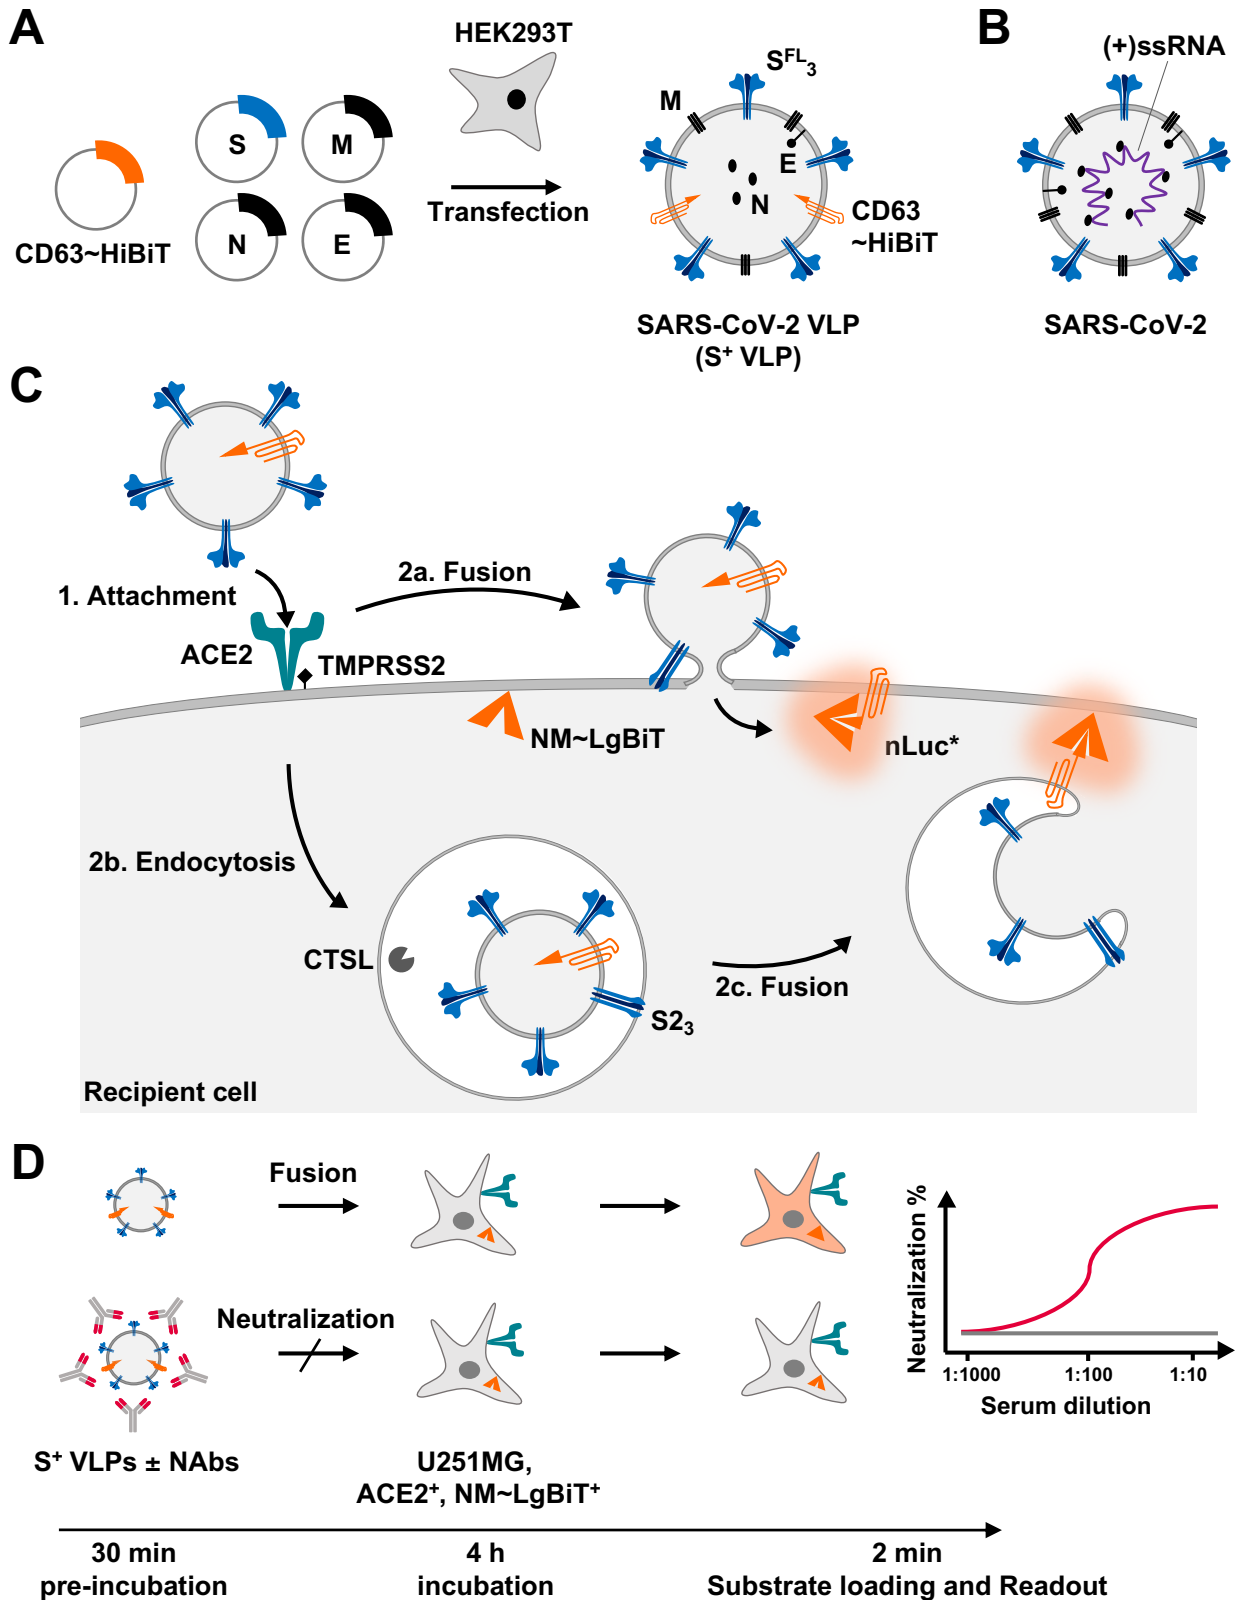 A
HEK293T
S
M
N
E
CD63~HiBiT
Transfection
S^FL_3
M
E
N
CD63
~HiBiT
SARS-CoV-2 VLP
(S⁺ VLP)
B
(+)ssRNA
SARS-CoV-2
C
1. Attachment
2a. Fusion
ACE2
TMPRSS2
NM~LgBiT
nLuc*
2b. Endocytosis
CTSL
S2₃
2c. Fusion
Recipient cell
D
Fusion
Neutralization
Neutralization %
1:1000
1:100
1:10
Serum dilution
S⁺ VLPs ± NAbs
U251MG,
ACE2⁺, NM~LgBiT⁺
30 min
pre-incubation
4 h
incubation
2 min
Substrate loading and Readout